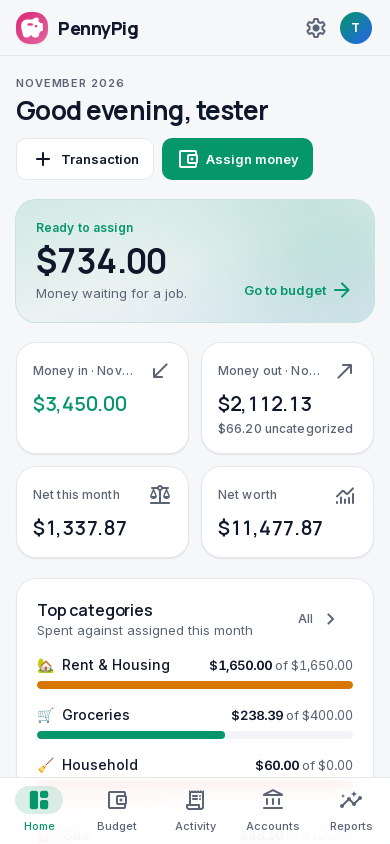 PennyPig
T
NOVEMBER 2026
Good evening, tester
Transaction
Assign money
Ready to assign
$734.00
Money waiting for a job.
Go to budget
Money in · Nov…
$3,450.00
Money out · No…
$2,112.13
$66.20 uncategorized
Net this month
$1,337.87
Net worth
$11,477.87
Top categories
All
Spent against assigned this month
Rent & Housing $1,650.00 of $1,650.00
Groceries $238.39 of $400.00
Household $60.00 of $0.00
Home
Budget
Activity
Accounts
Reports